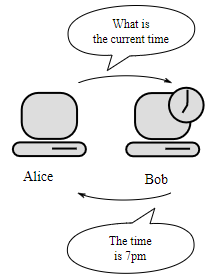 What is
the current time
Alice
Bob
The time
is 7pm